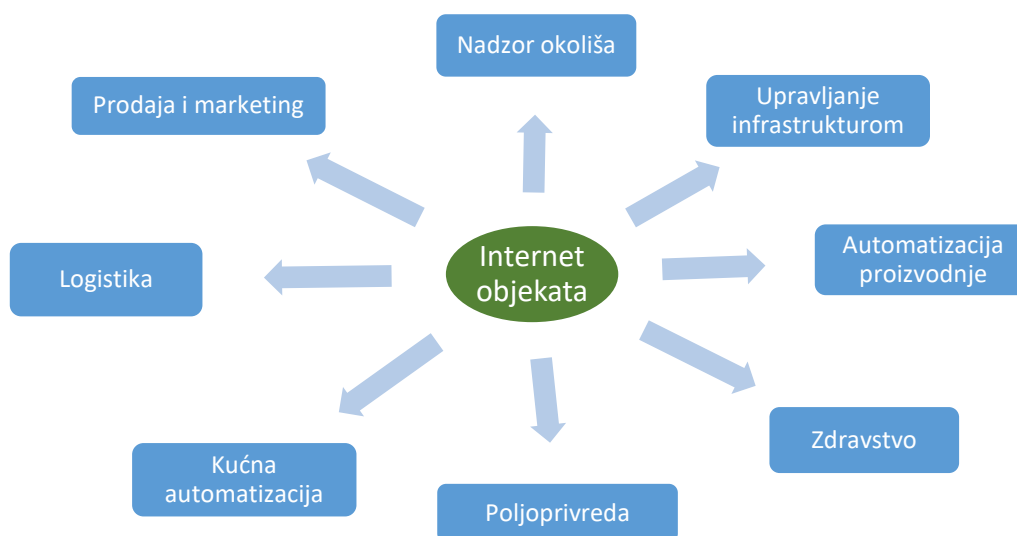 Nadzor okoliša
Prodaja i marketing
Upravljanje
infrastrukturom
Internet
objekata
Automatizacija
proizvodnje
Logistika
Zdravstvo
Kućna
automatizacija
Poljoprivreda